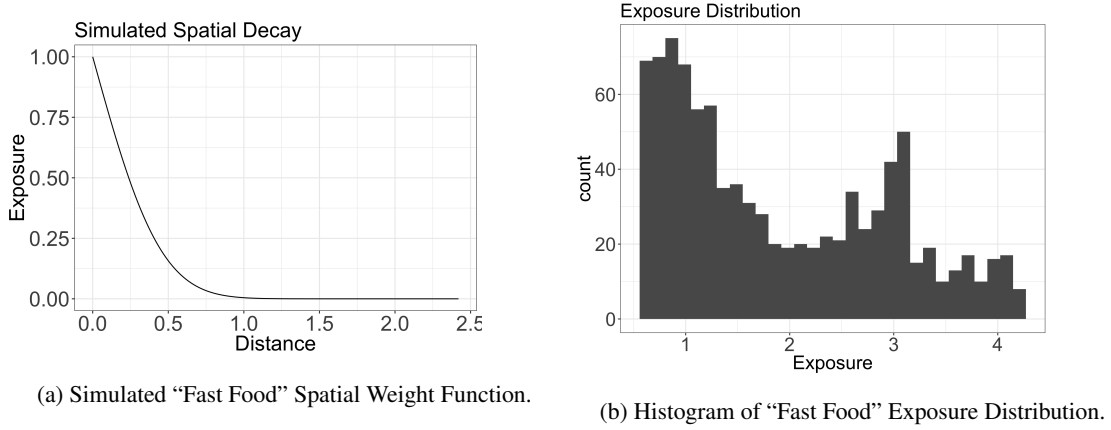 Simulated Spatial Decay
1.00
0.75
0.50
0.25
0.00
Exposure
0.0 0.5 1.0 1.5 2.0 2.5
Distance
(a) Simulated “Fast Food” Spatial Weight Function.
Exposure Distribution
60
40
20
0
count
1 2 3 4
Exposure
(b) Histogram of “Fast Food” Exposure Distribution.